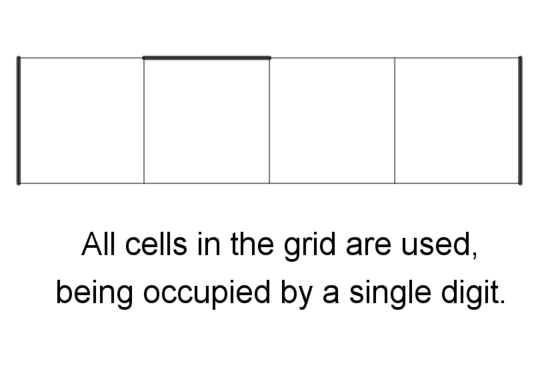 All cells in the grid are used,
being occupied by a single digit.